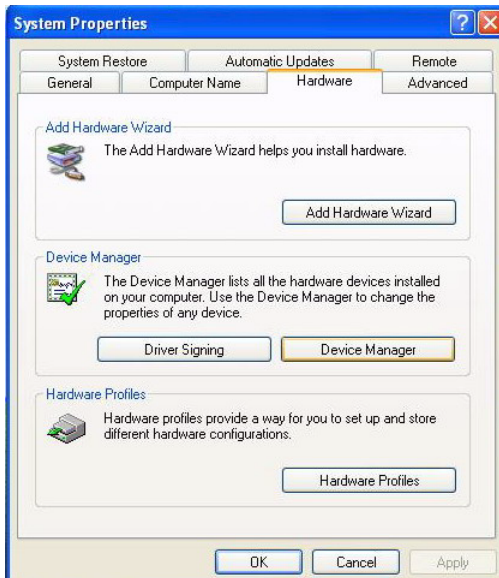 System Properties
System Restore Automatic Updates Remote
General Computer Name Hardware Advanced
Add Hardware Wizard
The Add Hardware Wizard helps you install hardware.
Add Hardware Wizard
Device Manager
The Device Manager lists all the hardware devices installed
on your computer. Use the Device Manager to change the
properties of any device.
Driver Signing Device Manager
Hardware Profiles
Hardware profiles provide a way for you to set up and store
different hardware configurations.
Hardware Profiles
OK Cancel Apply